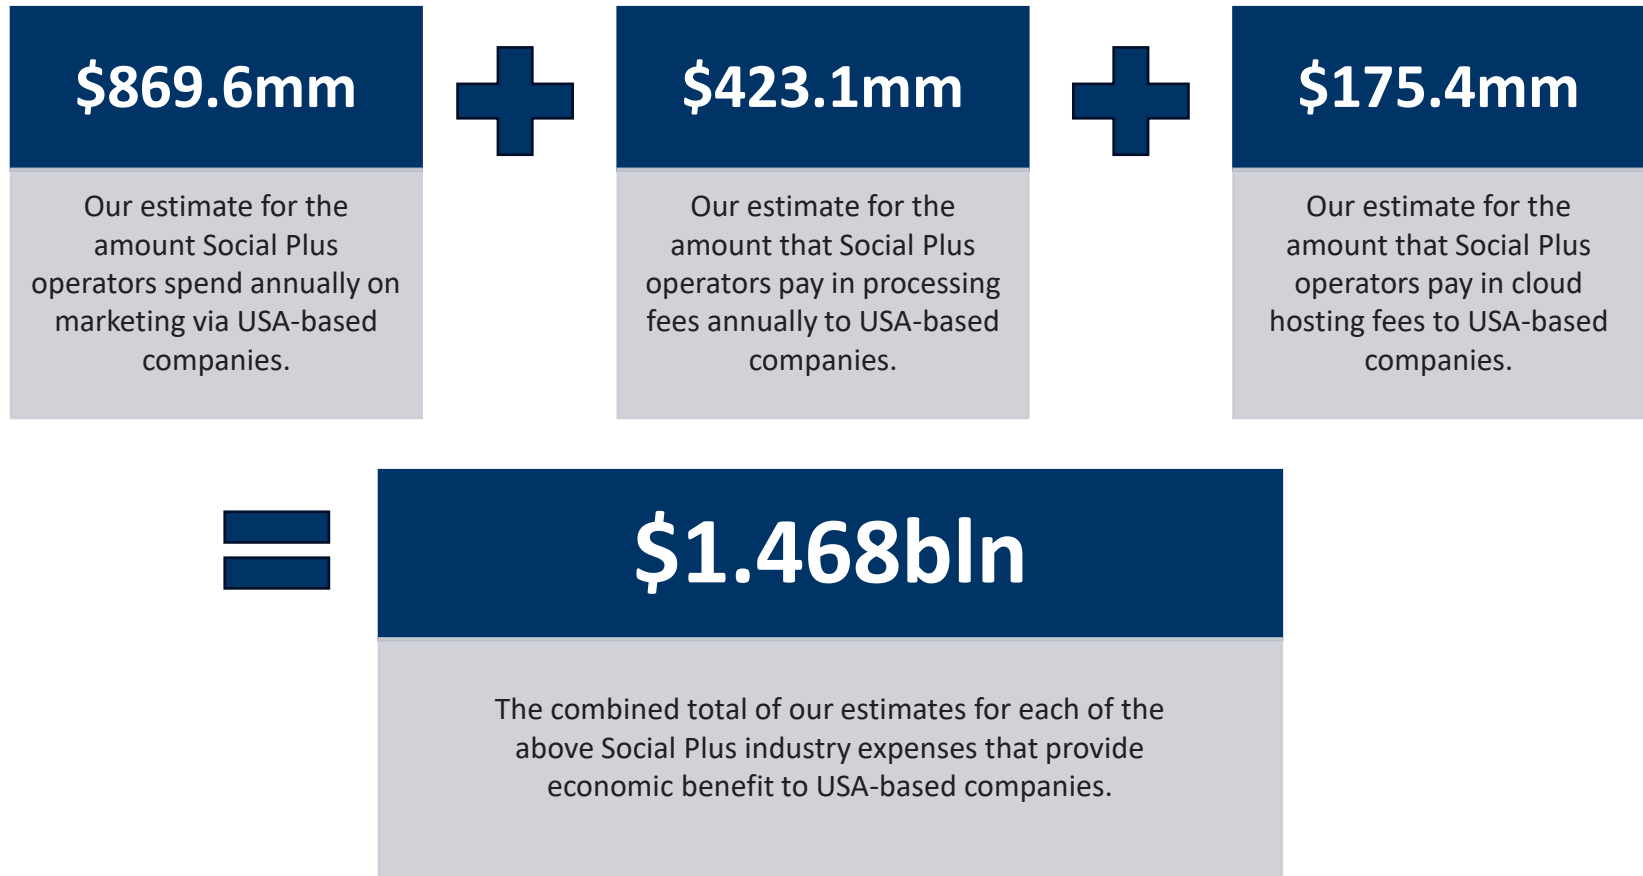 $869.6mm
$423.1mm
$175.4mm
Our estimate for the
amount Social Plus
operators spend annually on
marketing via USA-based
companies.
Our estimate for the
amount that Social Plus
operators pay in processing
fees annually to USA-based
companies.
Our estimate for the
amount that Social Plus
operators pay in cloud
hosting fees to USA-based
companies.
$1.468bln
The combined total of our estimates for each of the
above Social Plus industry expenses that provide
economic benefit to USA-based companies.